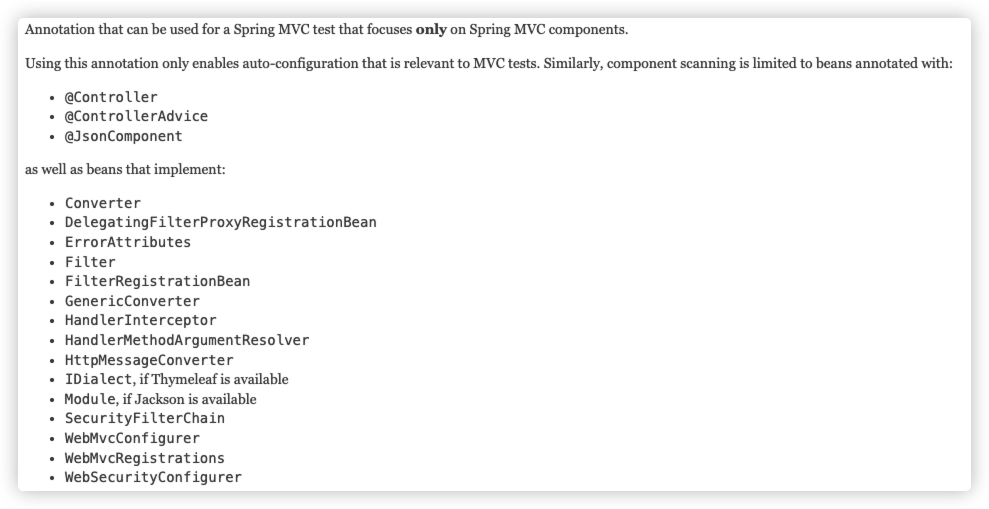 Annotation that can be used for a Spring MVC test that focuses only on Spring MVC components.
Using this annotation only enables auto-configuration that is relevant to MVC tests. Similarly, component scanning is limited to beans annotated with:
• @Controller
• @ControllerAdvice
• @JsonComponent
as well as beans that implement:
• Converter
• DelegatingFilterProxyRegistrationBean
• ErrorAttributes
• Filter
• FilterRegistrationBean
• GenericConverter
• HandlerInterceptor
• HandlerMethodArgumentResolver
• HttpMessageConverter
• IDialect, if Thymeleaf is available
• Module, if Jackson is available
• SecurityFilterChain
• WebMvcConfigurer
• WebMvcRegistrations
• WebSecurityConfigurer